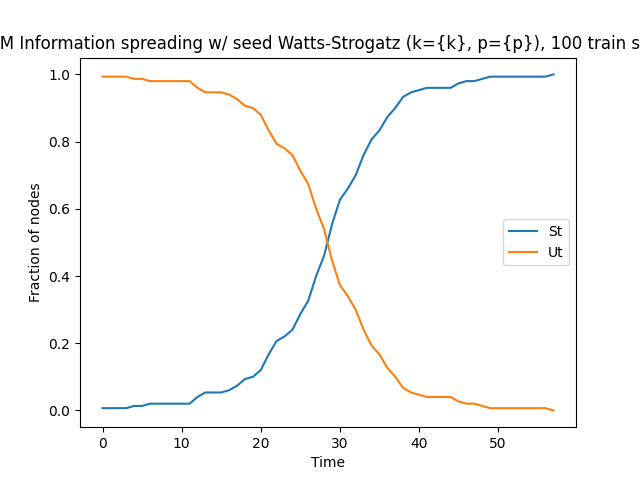 M Information spreading w/ seed Watts-Strogatz (k={k}, p={p}), 100 train s
1.0
0.8
0.6
0.4
0.2
0.0
Fraction of nodes
St
Ut
0 10 20 30 40 50
Time